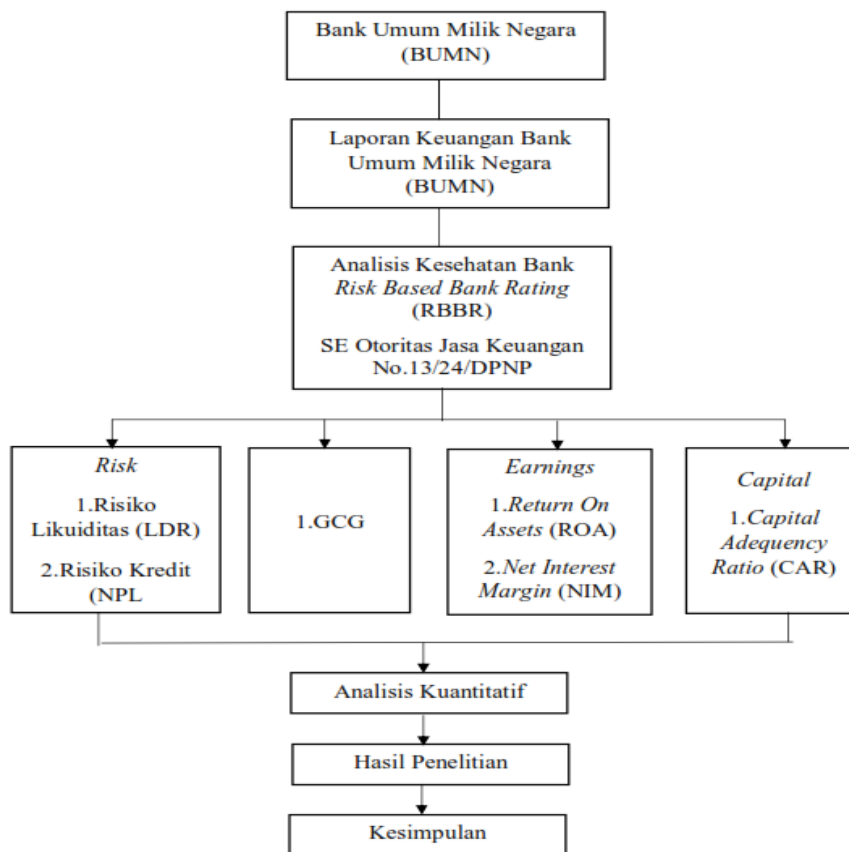 Bank Umum Milik Negara
(BUMN)
Laporan Keuangan Bank
Umum Milik Negara
(BUMN)
Analisis Kesehatan Bank
Risk Based Bank Rating
(RBBR)
SE Otoritas Jasa Keuangan
No.13/24/DPNP
Risk
1.Risiko
Likuiditas (LDR)
2.Risiko Kredit
(NPL
1.GCG
Earnings
1.Return On
Assets (ROA)
2.Net Interest
Margin (NIM)
Capital
1.Capital
Adequency
Ratio (CAR)
Analisis Kuantitatif
Hasil Penelitian
Kesimpulan